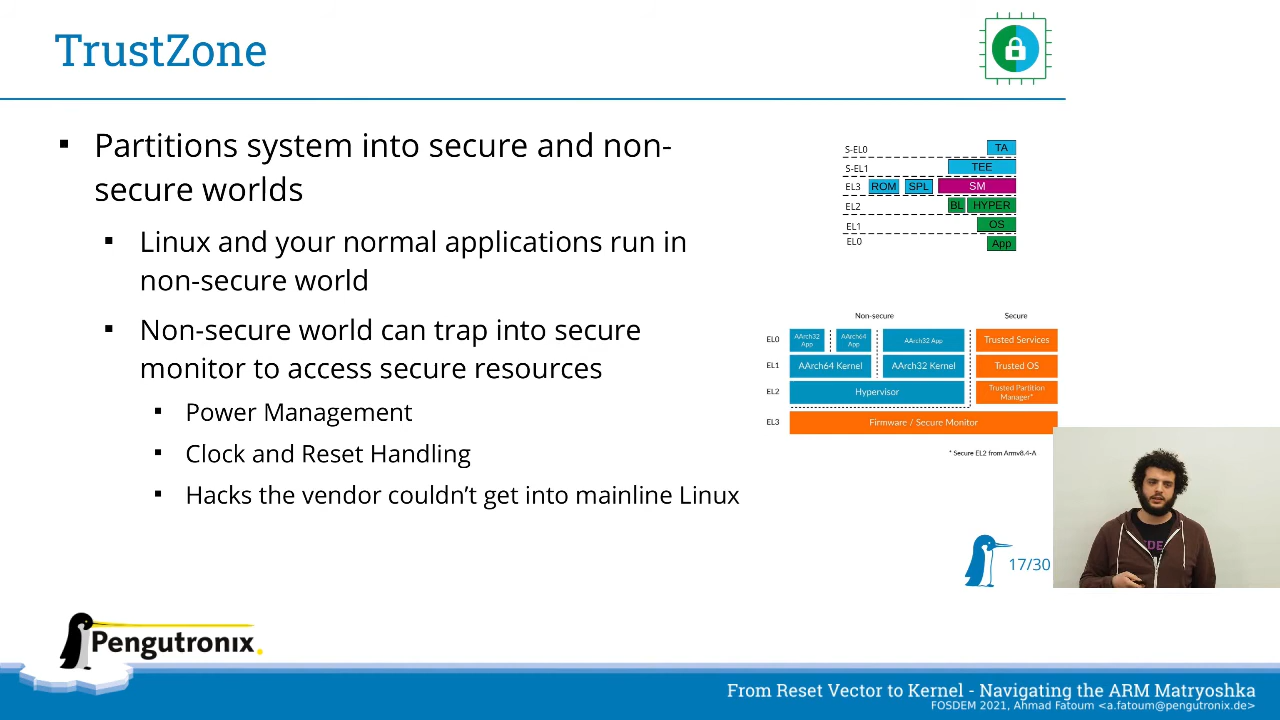 TrustZone
Partitions system into secure and non-
secure worlds
Linux and your normal applications run in
non-secure world
Non-secure world can trap into secure
monitor to access secure resources
Power Management
Clock and Reset Handling
Hacks the vendor couldn't get into mainline Linux
S-EL0 TA
S-EL1 TEE
EL3 ROM SPL SM
EL2 BL HYPER
EL1 OS
EL0 App
Non-secure Secure
EL0 AArch32 App AArch64 App AArch32 App Trusted Services
EL1 AArch64 Kernel AArch32 Kernel Trusted OS
EL2 Hypervisor Trusted Partition Manager*
EL3 Firmware / Secure Monitor
* Secure EL2 from Armv8.4-A
17/30
Pengutronix
From Reset Vector to Kernel - Navigating the ARM Matryoshka
FOSDEM 2021, Ahmad Fatoum <a.fatoum@pengutronix.de>